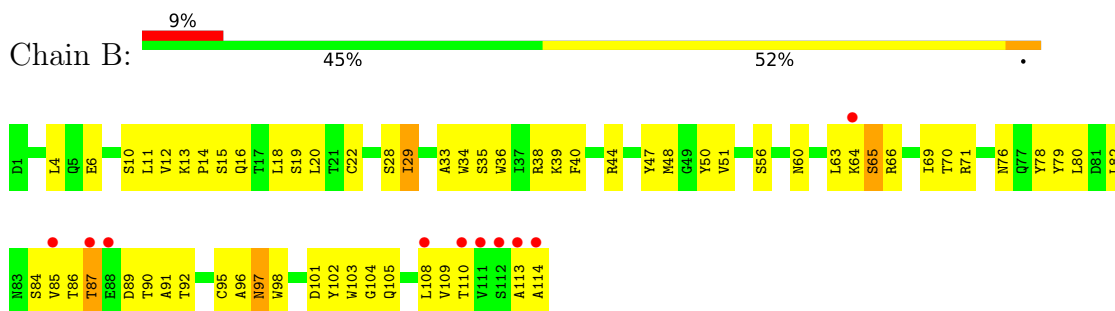 9%
Chain B:
45% 52% •
D1 L4 Q5 E6 S10 L11 V12 K13 P14 S15 Q16 T17 L18 S19 L20 T21 C22 S28 I29 A33 W34 S35 W36 I37 R38 K39 F40 R44 Y47 M48 G49 Y50 V51 S56 N60 L63 K64 S65 R66 I69 T70 R71 N76 Q77 Y78 Y79 L80 D81 L82
N83 S84 V85 T86 T87 E88 D89 T90 A91 T92 C95 A96 N97 W98 D101 Y102 W103 G104 Q105 L108 V109 T110 V111 S112 A113 A114